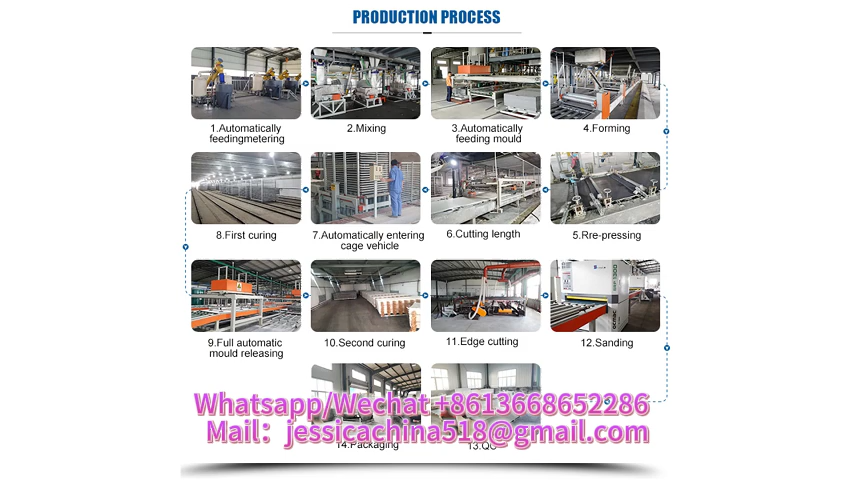 PRODUCTION PROCESS
1.Automatically
feedingmetering
2.Mixing
3.Automatically
feeding mould
4.Forming
8.First curing
7.Automatically entering
cage vehicle
6.Cutting length
5.Rre-pressing
9.Full automatic
mould releasing
10.Second curing
11.Edge cutting
12.Sanding
Whatsapp/Wechat +8613668652286
Mail：jessicachina518@gmail.com
14.Packaging
13.QC